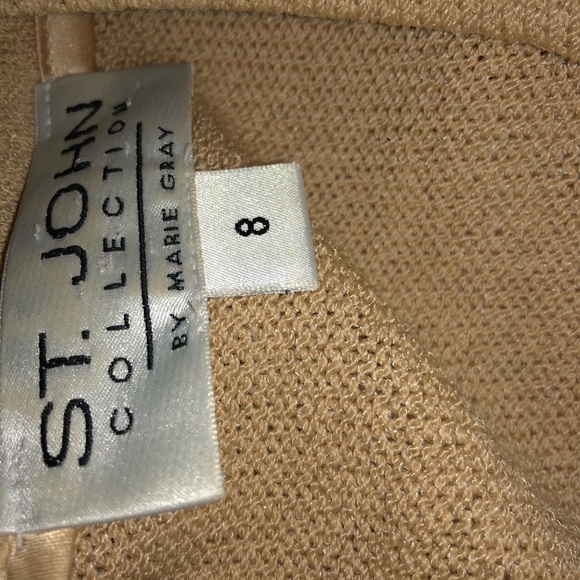 ST. JOHN
COLLECTION
BY MARIE GRAY
8